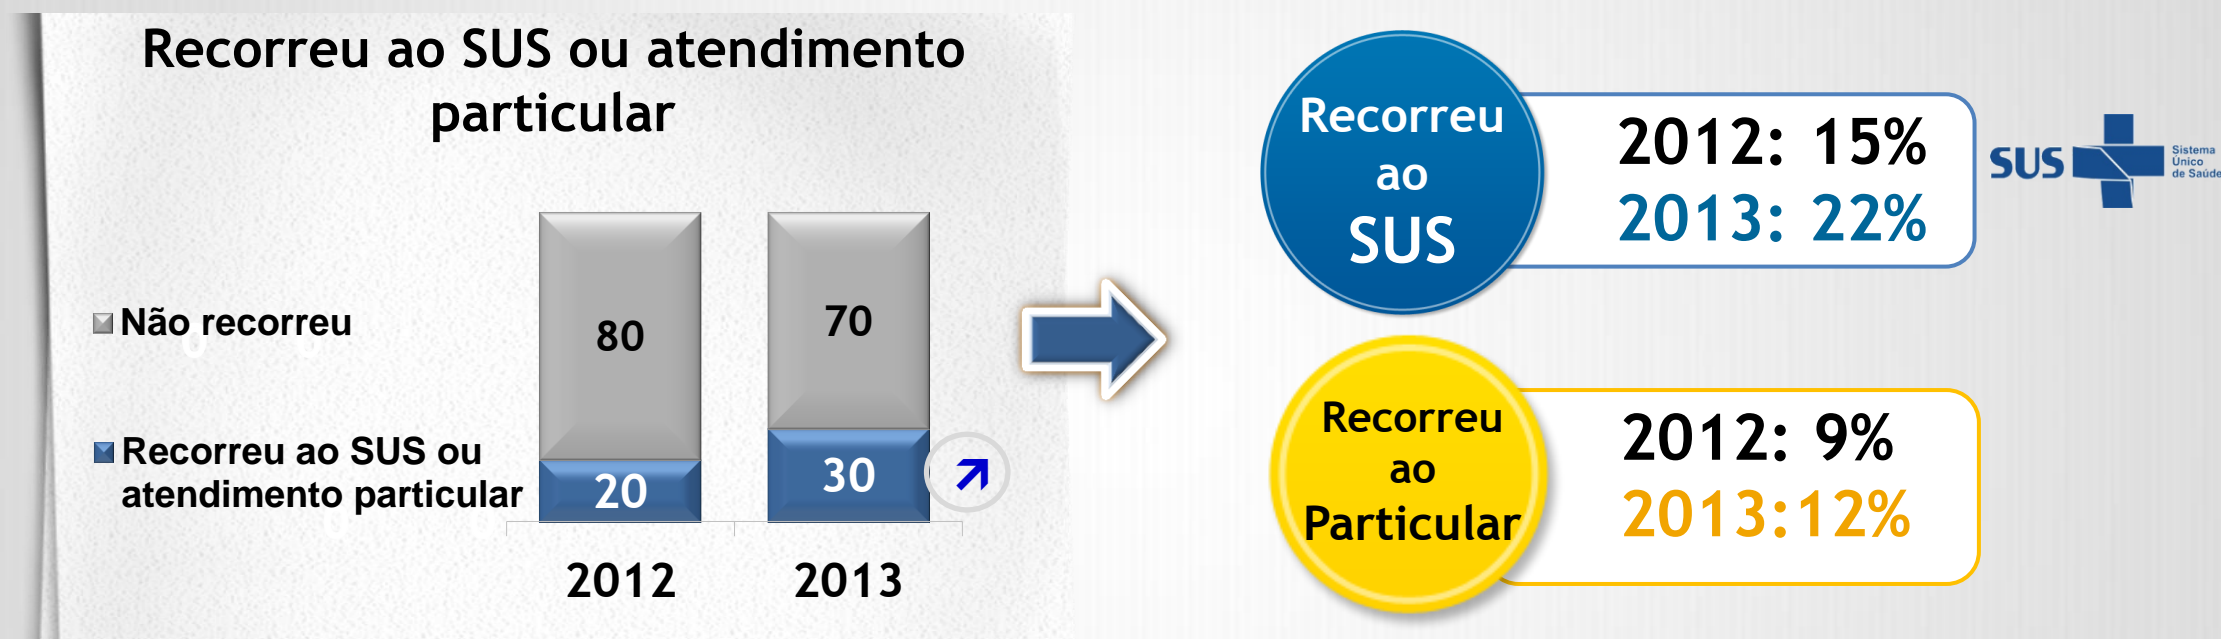 Recorreu ao SUS ou atendimento
particular
Não recorreu
Recorreu ao SUS ou
atendimento particular
80
20
70
30
2012
2013
Recorreu
ao
SUS
2012: 15%
2013: 22%
SUS
Sistema
Único
de Saúde
Recorreu
ao
Particular
2012: 9%
2013:12%